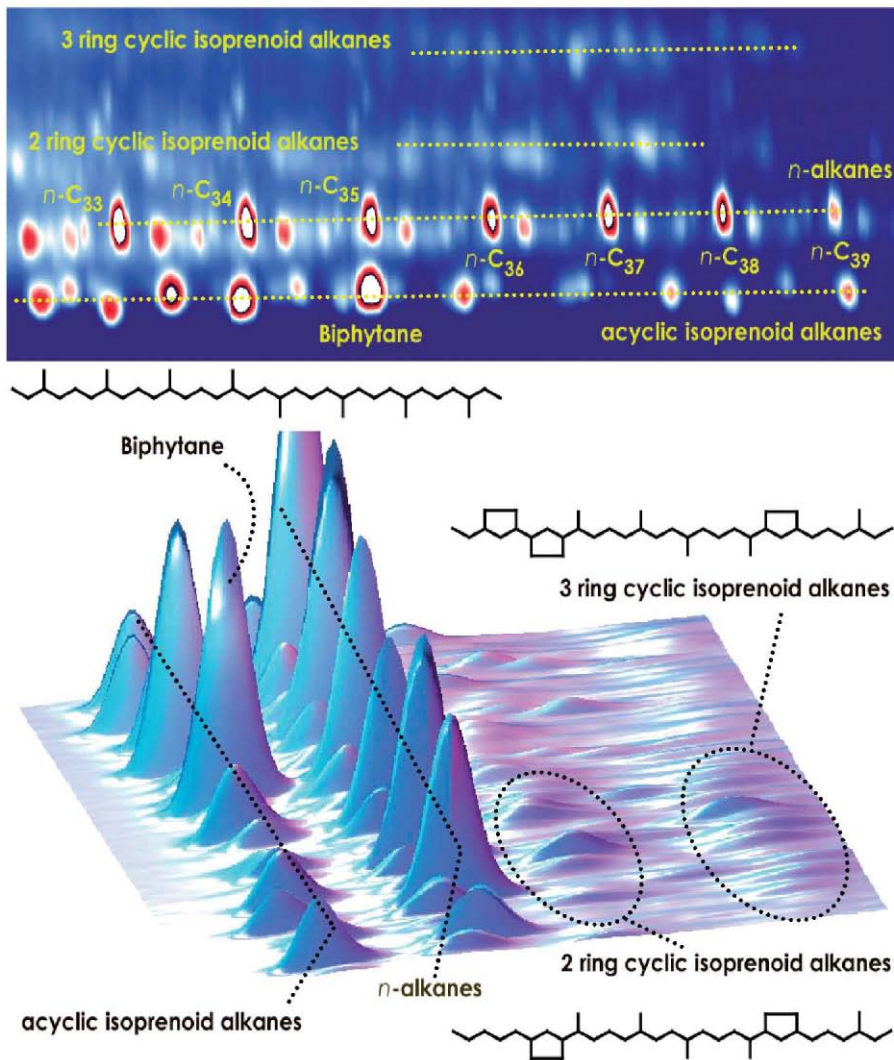 3 ring cyclic isoprenoid alkanes
2 ring cyclic isoprenoid alkanes
n-alkanes
n-C33
n-C34
n-C35
n-C36
n-C37
n-C38
n-C39
Biphytane
acyclic isoprenoid alkanes
Biphytane
3 ring cyclic isoprenoid alkanes
2 ring cyclic isoprenoid alkanes
n-alkanes
acyclic isoprenoid alkanes